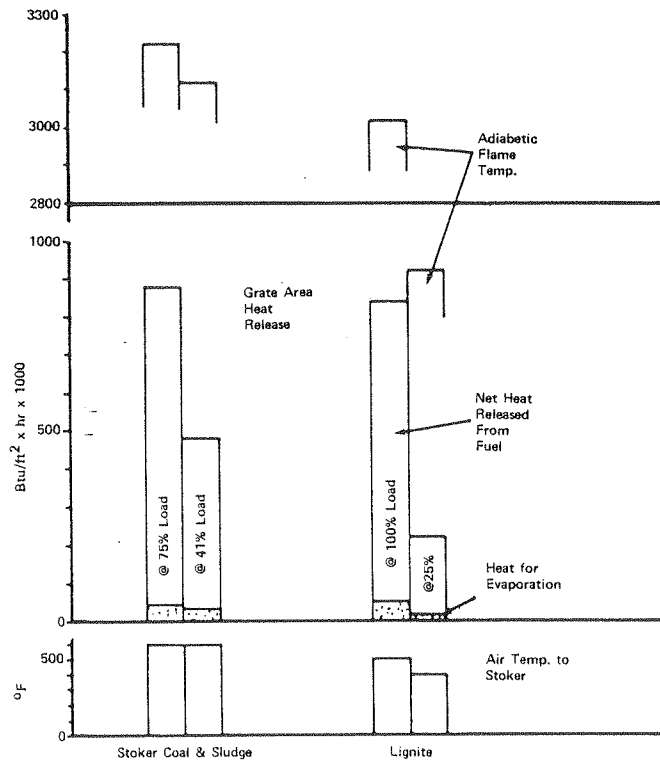 3300
3000
2800
Adiabetic
Flame
Temp.
1000
500
0
Btu/ft² x hr x 1000
Grate Area
Heat
Release
Net Heat
Released
From
Fuel
@ 75% Load
@ 41% Load
@ 100% Load
@25%
Heat for
Evaporation
500
0
°F
Air Temp. to
Stoker
Stoker Coal & Sludge
Lignite